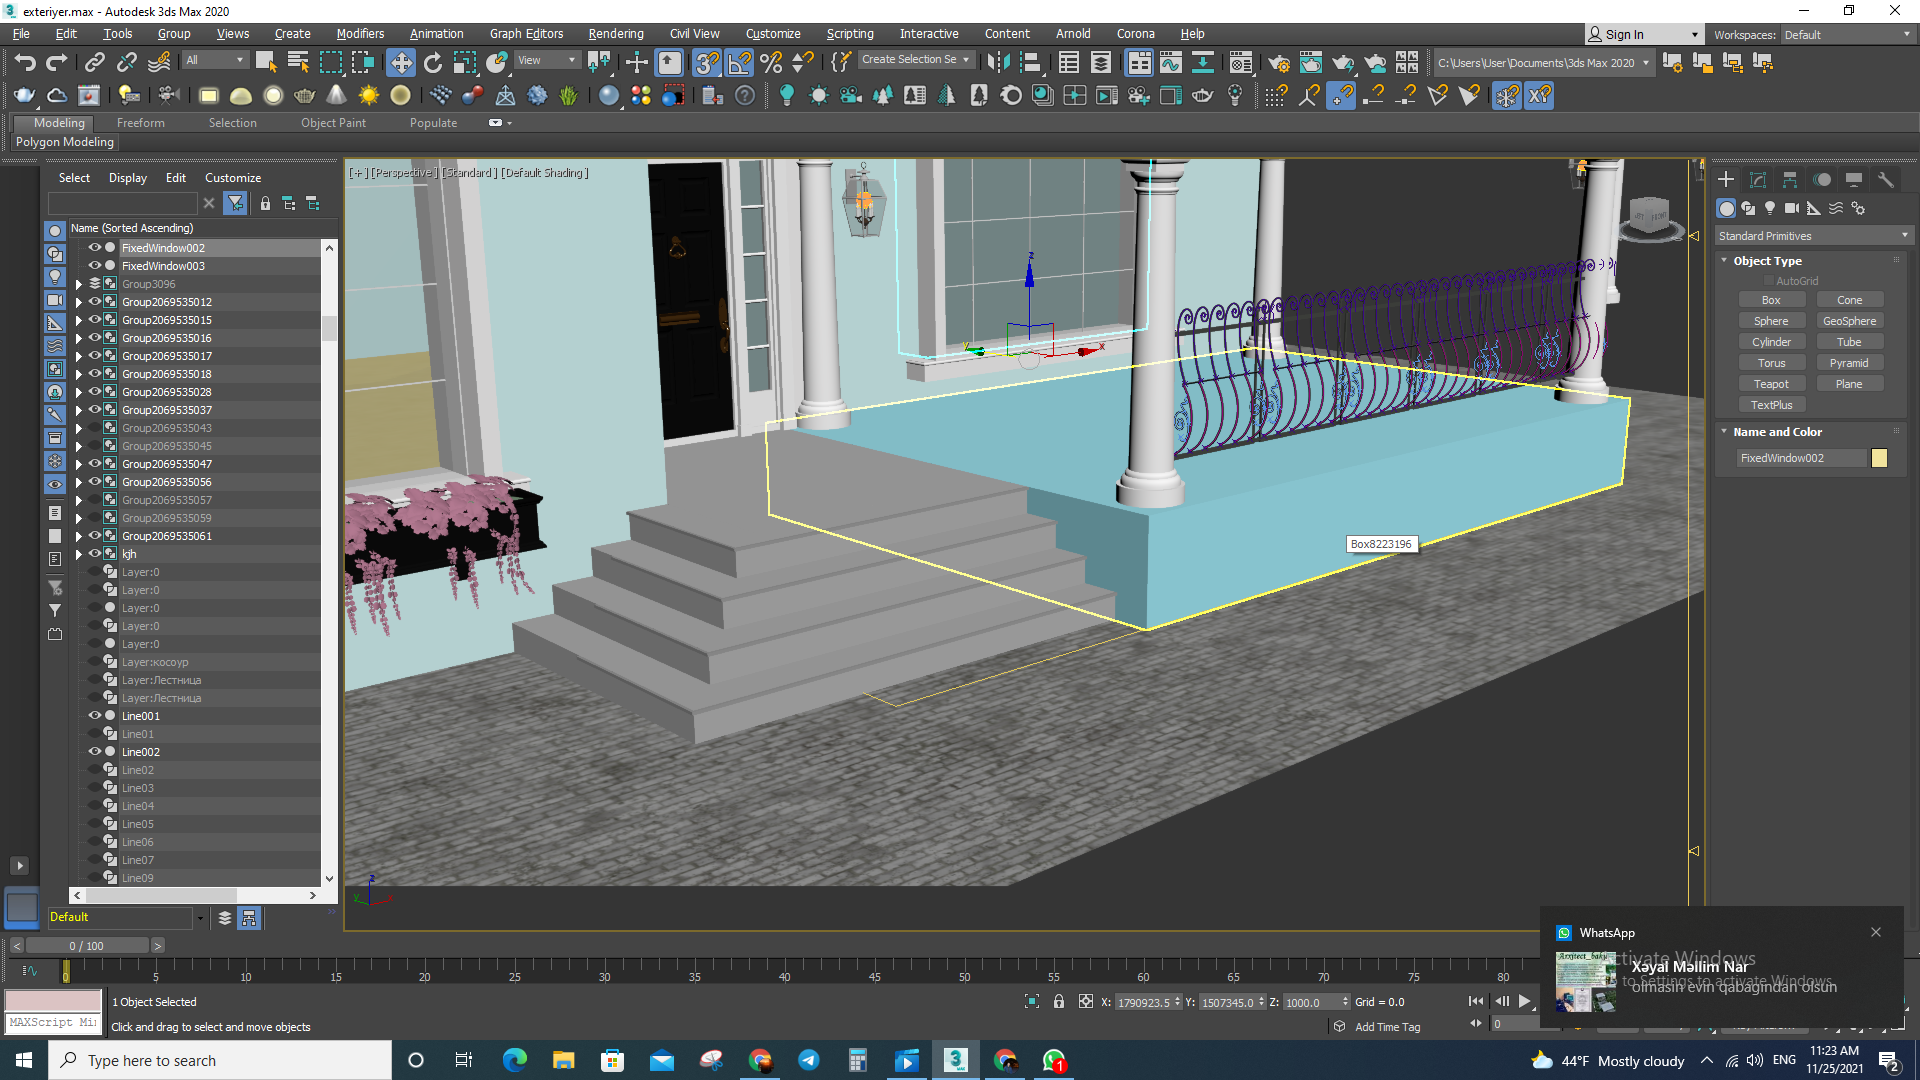 exteriyer.max - Autodesk 3ds Max 2020
File Edit Tools Group Views Create Modifiers Animation Graph Editors Rendering Civil View Customize Scripting Interactive Content Arnold Corona Help
Sign In Workspaces: Default
All View Create Selection Se C:\Users\User\Documents\3ds Max 2020
Modeling Freeform Selection Object Paint Populate
Polygon Modeling
Select Display Edit Customize
Name (Sorted Ascending)
FixedWindow002
FixedWindow003
Group3096
Group2069535012
Group2069535015
Group2069535016
Group2069535017
Group2069535018
Group2069535028
Group2069535037
Group2069535043
Group2069535045
Group2069535047
Group2069535056
Group2069535057
Group2069535059
Group2069535061
kjh
Layer:0
Layer:0
Layer:0
Layer:0
Layer:0
Layer:косоур
Layer:Лестница
Layer:Лестница
Line001
Line01
Line002
Line02
Line03
Line04
Line05
Line06
Line07
Line09
Default
[+] [Perspective] [Standard] [Default Shading]
z
y
x
Box8223196
FRONT
Standard Primitives
Object Type
AutoGrid
Box Cone
Sphere GeoSphere
Cylinder Tube
Torus Pyramid
Teapot Plane
TextPlus
Name and Color
FixedWindow002
0 / 100
0 5 10 15 20 25 30 35 40 45 50 55 60 65 70 75 80
1 Object Selected
MAXScript Mi
Click and drag to select and move objects
X: 1790923.5 Y: 1507345.0 Z: 1000.0 Grid = 0.0
Add Time Tag
0
WhatsApp
Activate Windows
Xəyal Məllim Nar
to Settings to activate Windows.
olmasin evin qabagindan olsun
Type here to search
1
44°F Mostly cloudy ENG 11:23 AM
11/25/2021
2